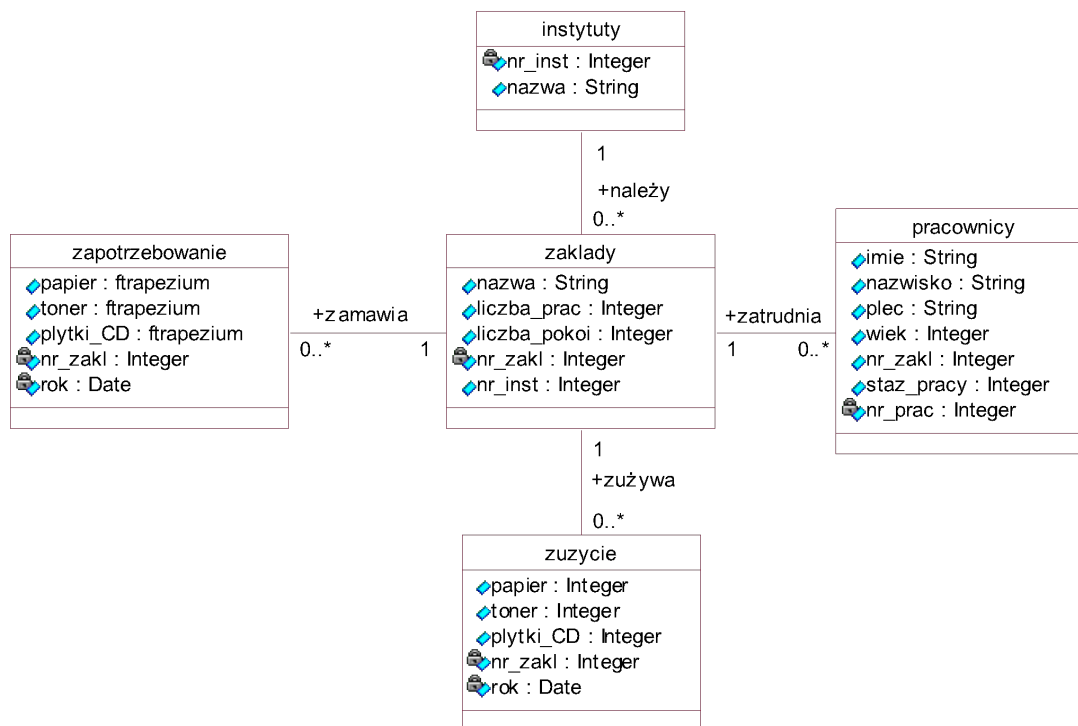 instytuty
nr_inst : Integer
nazwa : String
1
+należy
0..*
zapotrzebowanie
papier : ftrapezium
toner : ftrapezium
plytki_CD : ftrapezium
nr_zakl : Integer
rok : Date
+zamawia
0..*
1
zaklady
nazwa : String
liczba_prac : Integer
liczba_pokoi : Integer
nr_zakl : Integer
nr_inst : Integer
+zatrudnia
1
0..*
pracownicy
imie : String
nazwisko : String
plec : String
wiek : Integer
nr_zakl : Integer
staz_pracy : Integer
nr_prac : Integer
1
+zużywa
0..*
zuzycie
papier : Integer
toner : Integer
plytki_CD : Integer
nr_zakl : Integer
rok : Date